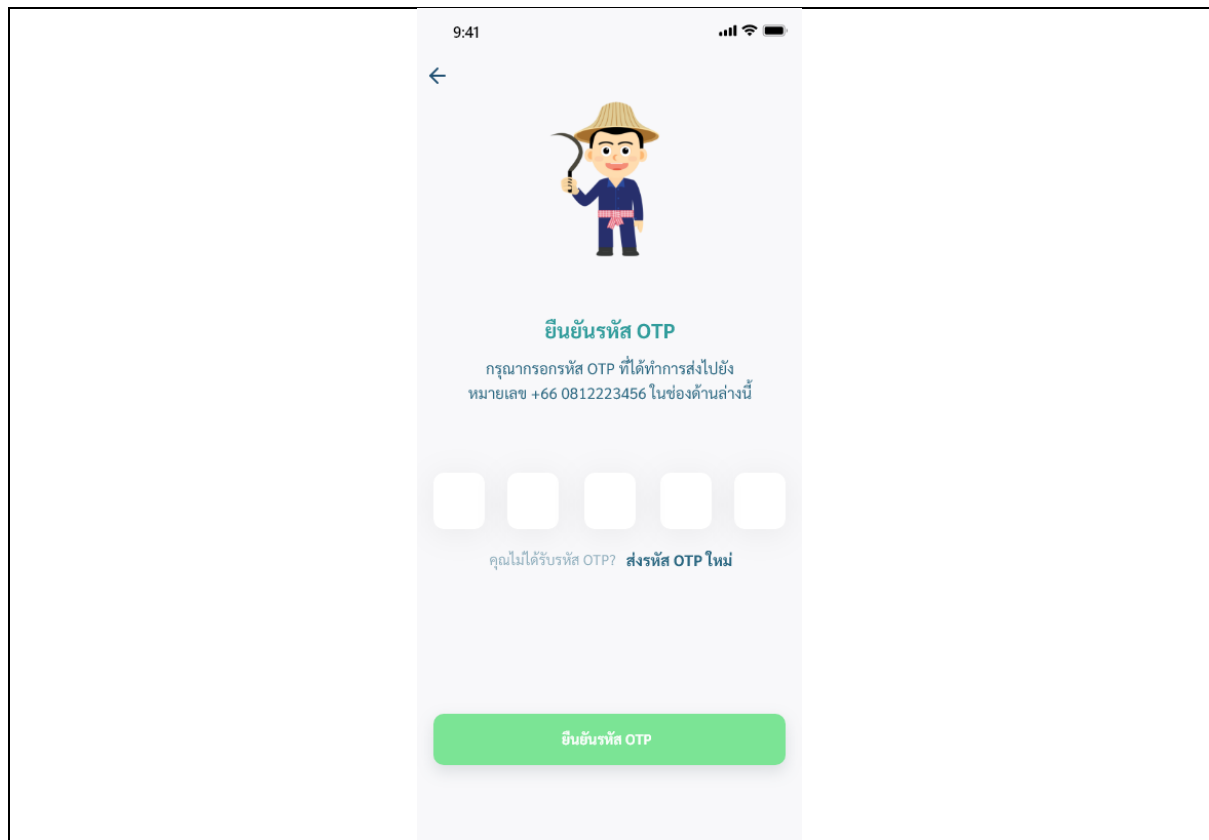 9:41
ยืนยันรหัส OTP
กรุณากรอกรหัส OTP ที่ได้ทำการส่งไปยัง
หมายเลข +66 0812223456 ในช่องด้านล่างนี้
คุณไม่ได้รับรหัส OTP? ส่งรหัส OTP ใหม่
ยืนยันรหัส OTP